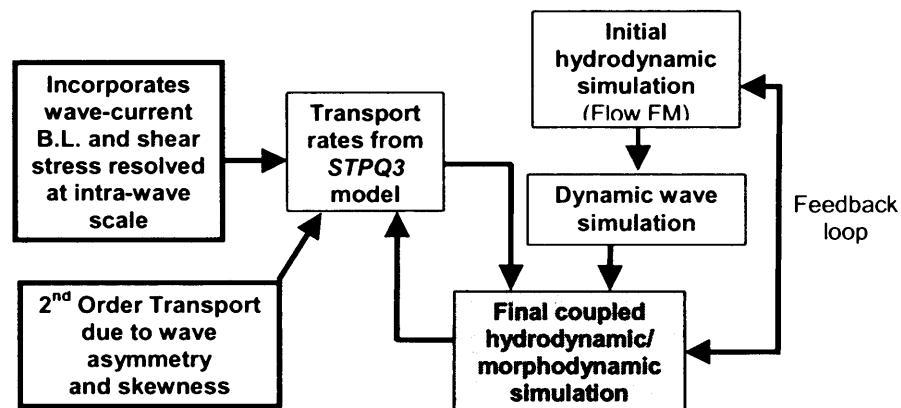 Incorporates
wave-current
B.L. and shear
stress resolved
at intra-wave
scale
Transport
rates from
STPQ3
model
Initial
hydrodynamic
simulation
(Flow FM)
Dynamic wave
simulation
Feedback
loop
2nd Order Transport
due to wave
asymmetry
and skewness
Final coupled
hydrodynamic/
morphodynamic
simulation